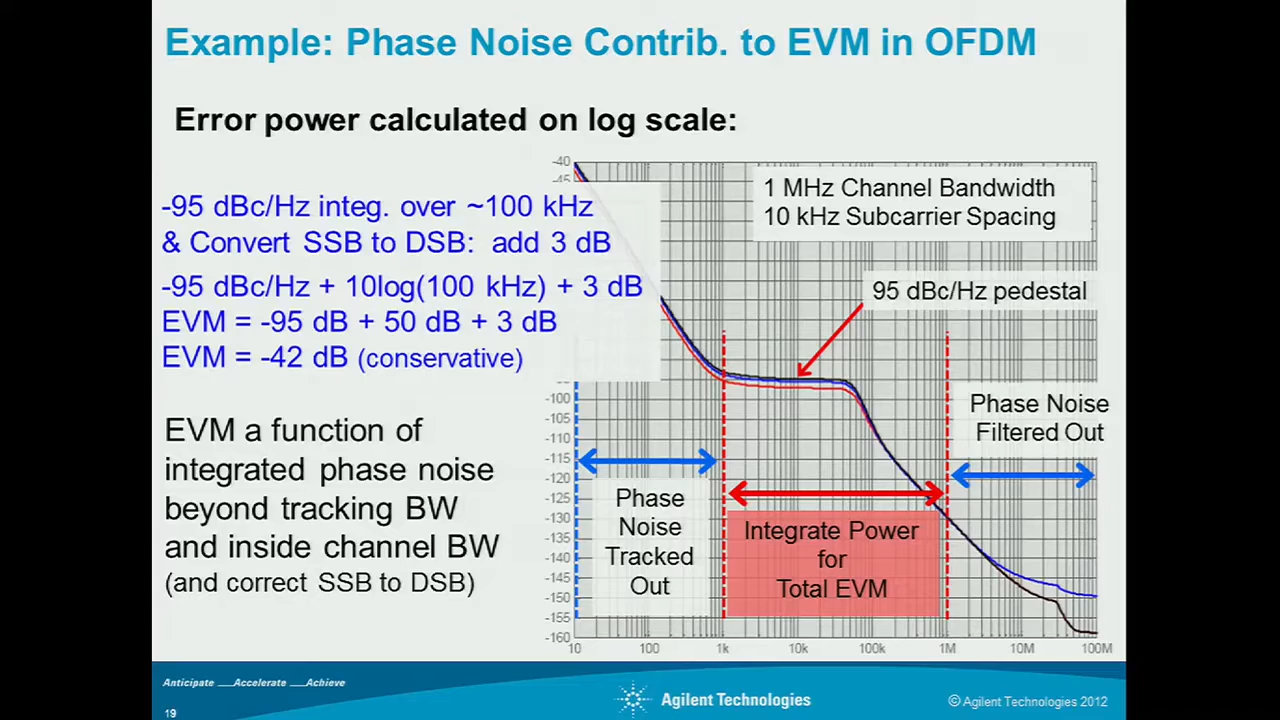 Example: Phase Noise Contrib. to EVM in OFDM
Error power calculated on log scale:
-95 dBc/Hz integ. over ~100 kHz
& Convert SSB to DSB: add 3 dB
-95 dBc/Hz + 10log(100 kHz) + 3 dB
EVM = -95 dB + 50 dB + 3 dB
EVM = -42 dB (conservative)
EVM a function of
integrated phase noise
beyond tracking BW
and inside channel BW
(and correct SSB to DSB)
1 MHz Channel Bandwidth
10 kHz Subcarrier Spacing
95 dBc/Hz pedestal
Phase Noise
Filtered Out
Phase
Noise
Tracked
Out
Integrate Power
for
Total EVM
-40
-100
-105
-110
-115
-120
-125
-130
-135
-140
-145
-150
-155
-160
10
100
1k
10k
100k
1M
10M
100M
Anticipate __Accelerate __Achieve
19
Agilent Technologies
© Agilent Technologies 2012